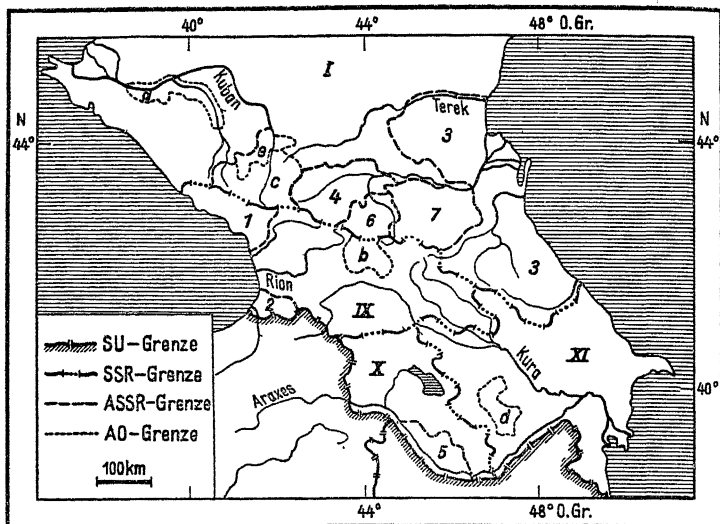 40° 44° 48° O.Gr.
I
Kuban
a
Terek
N
44°
N
44°
3
e
c
4
6
7
1
b
3
Rion
2
IX
SU-Grenze
SSR-Grenze
ASSR-Grenze
AO-Grenze
100km
X
Kura
XI
40°
40°
Araxes
d
5
44° 48° O.Gr.